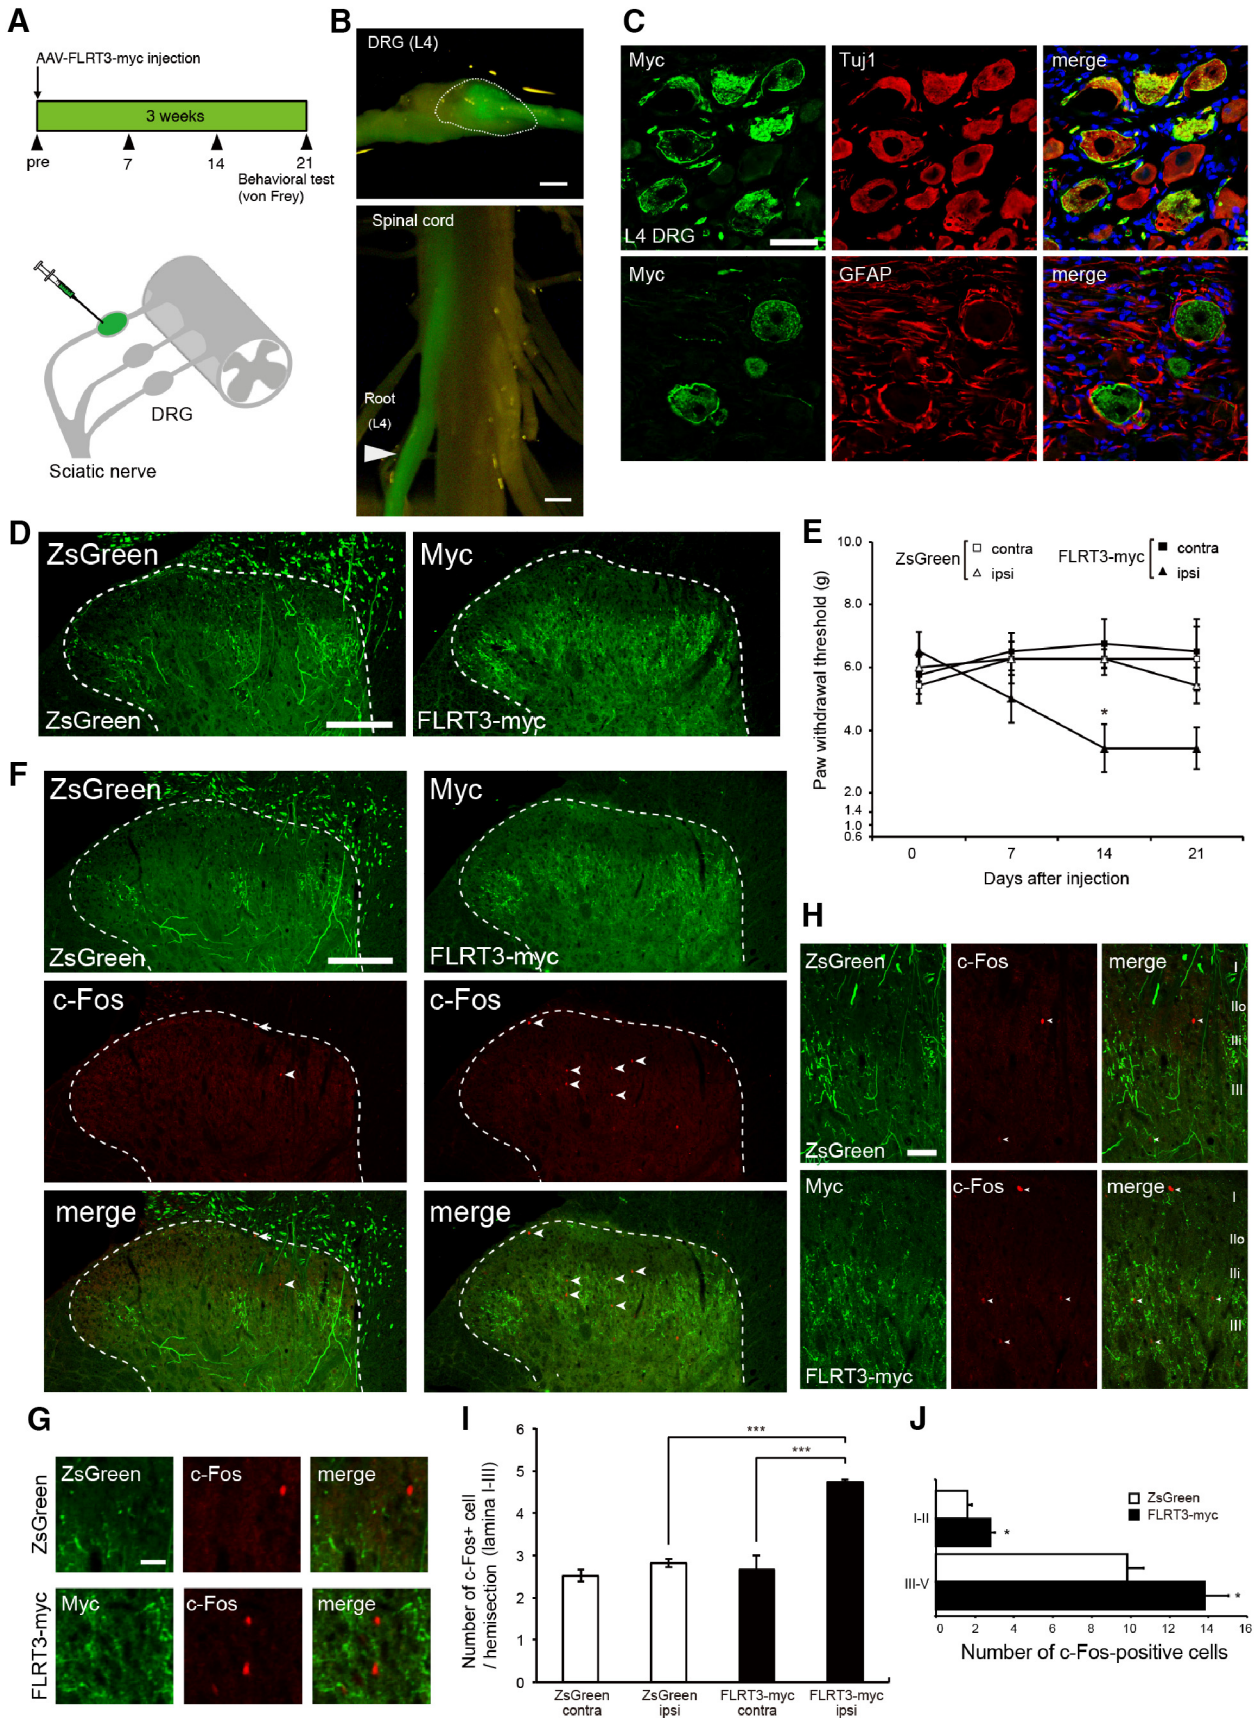 A
AAV-FLRT3-myc injection
3 weeks
pre
7
14
21
Behavioral test
(von Frey)
DRG
Sciatic nerve
B
DRG (L4)
Spinal cord
Root
(L4)
C
Myc
Tuj1
merge
L4 DRG
Myc
GFAP
merge
D
ZsGreen
ZsGreen
Myc
FLRT3-myc
E
Paw withdrawal threshold (g)
10.0
8.0
6.0
4.0
2.0
1.4
1.0
0.6
ZsGreen
contra
ipsi
FLRT3-myc
contra
ipsi
*
0
7
14
21
Days after injection
F
ZsGreen
ZsGreen
Myc
FLRT3-myc
c-Fos
c-Fos
merge
merge
G
ZsGreen
ZsGreen
c-Fos
merge
FLRT3-myc
Myc
c-Fos
merge
H
ZsGreen
ZsGreen
c-Fos
merge
I
IIo
IIi
III
Myc
FLRT3-myc
c-Fos
merge
I
IIo
IIi
III
I
Number of c-Fos+ cell
/ hemisection (lamina I-III)
6
5
4
3
2
1
0
***
***
ZsGreen
contra
ZsGreen
ipsi
FLRT3-myc
contra
FLRT3-myc
ipsi
J
ZsGreen
FLRT3-myc
I-II
*
III-V
*
0 2 4 6 8 10 12 14 16
Number of c-Fos-positive cells